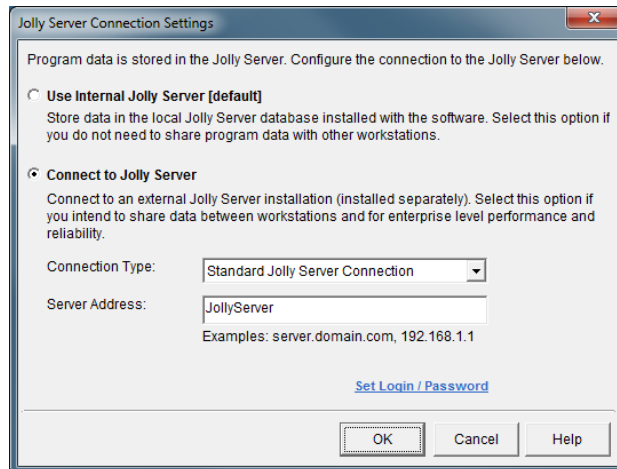 Jolly Server Connection Settings
Program data is stored in the Jolly Server. Configure the connection to the Jolly Server below.
Use Internal Jolly Server [default]
Store data in the local Jolly Server database installed with the software. Select this option if
you do not need to share program data with other workstations.
Connect to Jolly Server
Connect to an external Jolly Server installation (installed separately). Select this option if
you intend to share data between workstations and for enterprise level performance and
reliability.
Connection Type: Standard Jolly Server Connection
Server Address: JollyServer
Examples: server.domain.com, 192.168.1.1
Set Login / Password
OK Cancel Help